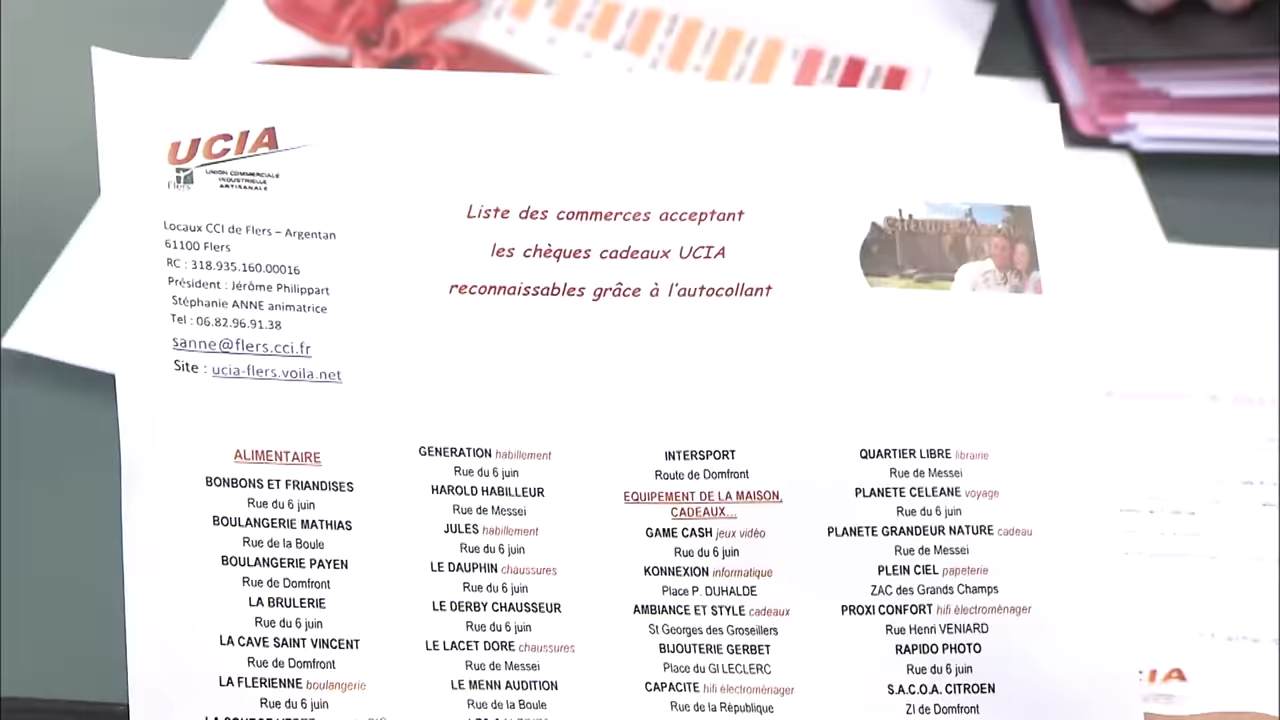 UCIA
UNION COMMERCIALE
INDUSTRIELLE
ARTISANALE
Flers
Locaux CCI de Flers – Argentan
61100 Flers
RC : 318.935.160.00016
Président : Jérôme Philippart
Stéphanie ANNE animatrice
Tel : 06.82.96.91.38
sanne@flers.cci.fr
Site : ucia-flers.voila.net
Liste des commerces acceptant
les chèques cadeaux UCIA
reconnaissables grâce à l'autocollant
ALIMENTAIRE
BONBONS ET FRIANDISES
Rue du 6 juin
BOULANGERIE MATHIAS
Rue de la Boule
BOULANGERIE PAYEN
Rue de Domfront
LA BRULERIE
Rue du 6 juin
LA CAVE SAINT VINCENT
Rue de Domfront
LA FLERIENNE boulangerie
Rue du 6 juin
GENERATION habillement
Rue du 6 juin
HAROLD HABILLEUR
Rue de Messei
JULES habillement
Rue du 6 juin
LE DAUPHIN chaussures
Rue du 6 juin
LE DERBY CHAUSSEUR
Rue du 6 juin
LE LACET DORE chaussures
Rue de Messei
LE MENN AUDITION
Rue de la Boule
INTERSPORT
Route de Domfront
EQUIPEMENT DE LA MAISON,
CADEAUX...
GAME CASH jeux vidéo
Rue du 6 juin
KONNEXION informatique
Place P. DUHALDE
AMBIANCE ET STYLE cadeaux
St Georges des Groseillers
BIJOUTERIE GERBET
Place du Gl LECLERC
CAPACITE hifi électroménager
Rue de la République
QUARTIER LIBRE librairie
Rue de Messei
PLANETE CELEANE voyage
Rue du 6 juin
PLANETE GRANDEUR NATURE cadeau
Rue de Messei
PLEIN CIEL papeterie
ZAC des Grands Champs
PROXI CONFORT hifi électroménager
Rue Henri VENIARD
RAPIDO PHOTO
Rue du 6 juin
S.A.C.O.A. CITROEN
ZI de Domfront